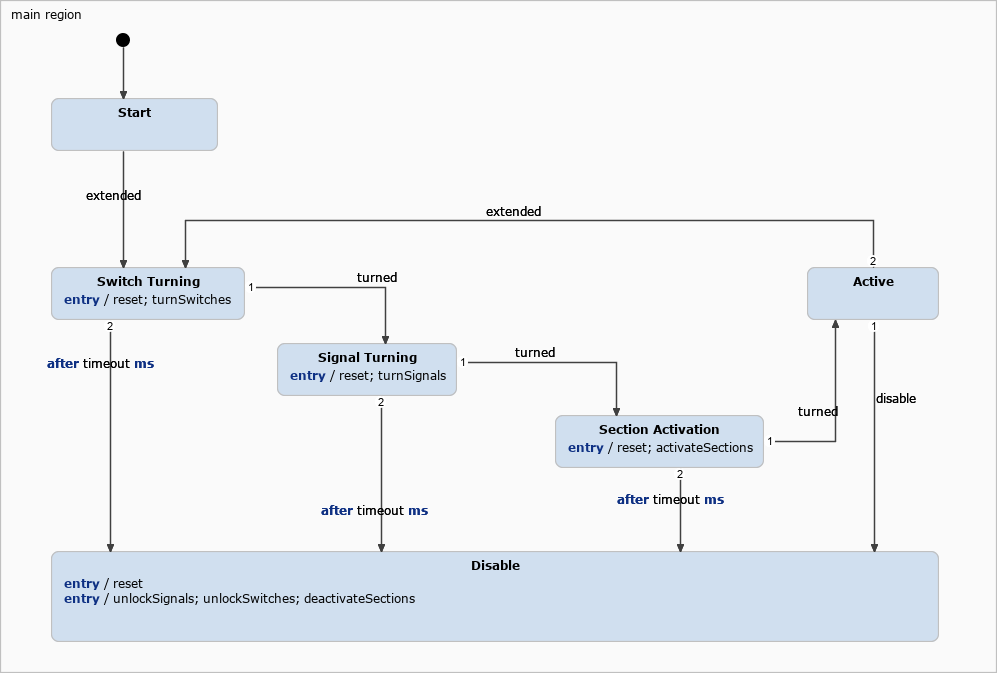 main region
Start
extended
extended
2
Switch Turning
entry / reset; turnSwitches
1
turned
Active
2
1
after timeout ms
Signal Turning
entry / reset; turnSignals
1
turned
disable
2
Section Activation
entry / reset; activateSections
1
turned
2
after timeout ms
after timeout ms
Disable
entry / reset
entry / unlockSignals; unlockSwitches; deactivateSections